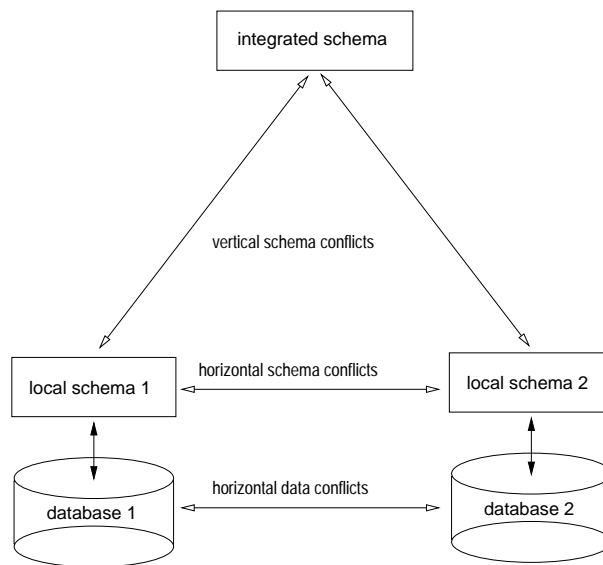 integrated schema
vertical schema conflicts
local schema 1
horizontal schema conflicts
local schema 2
database 1
horizontal data conflicts
database 2